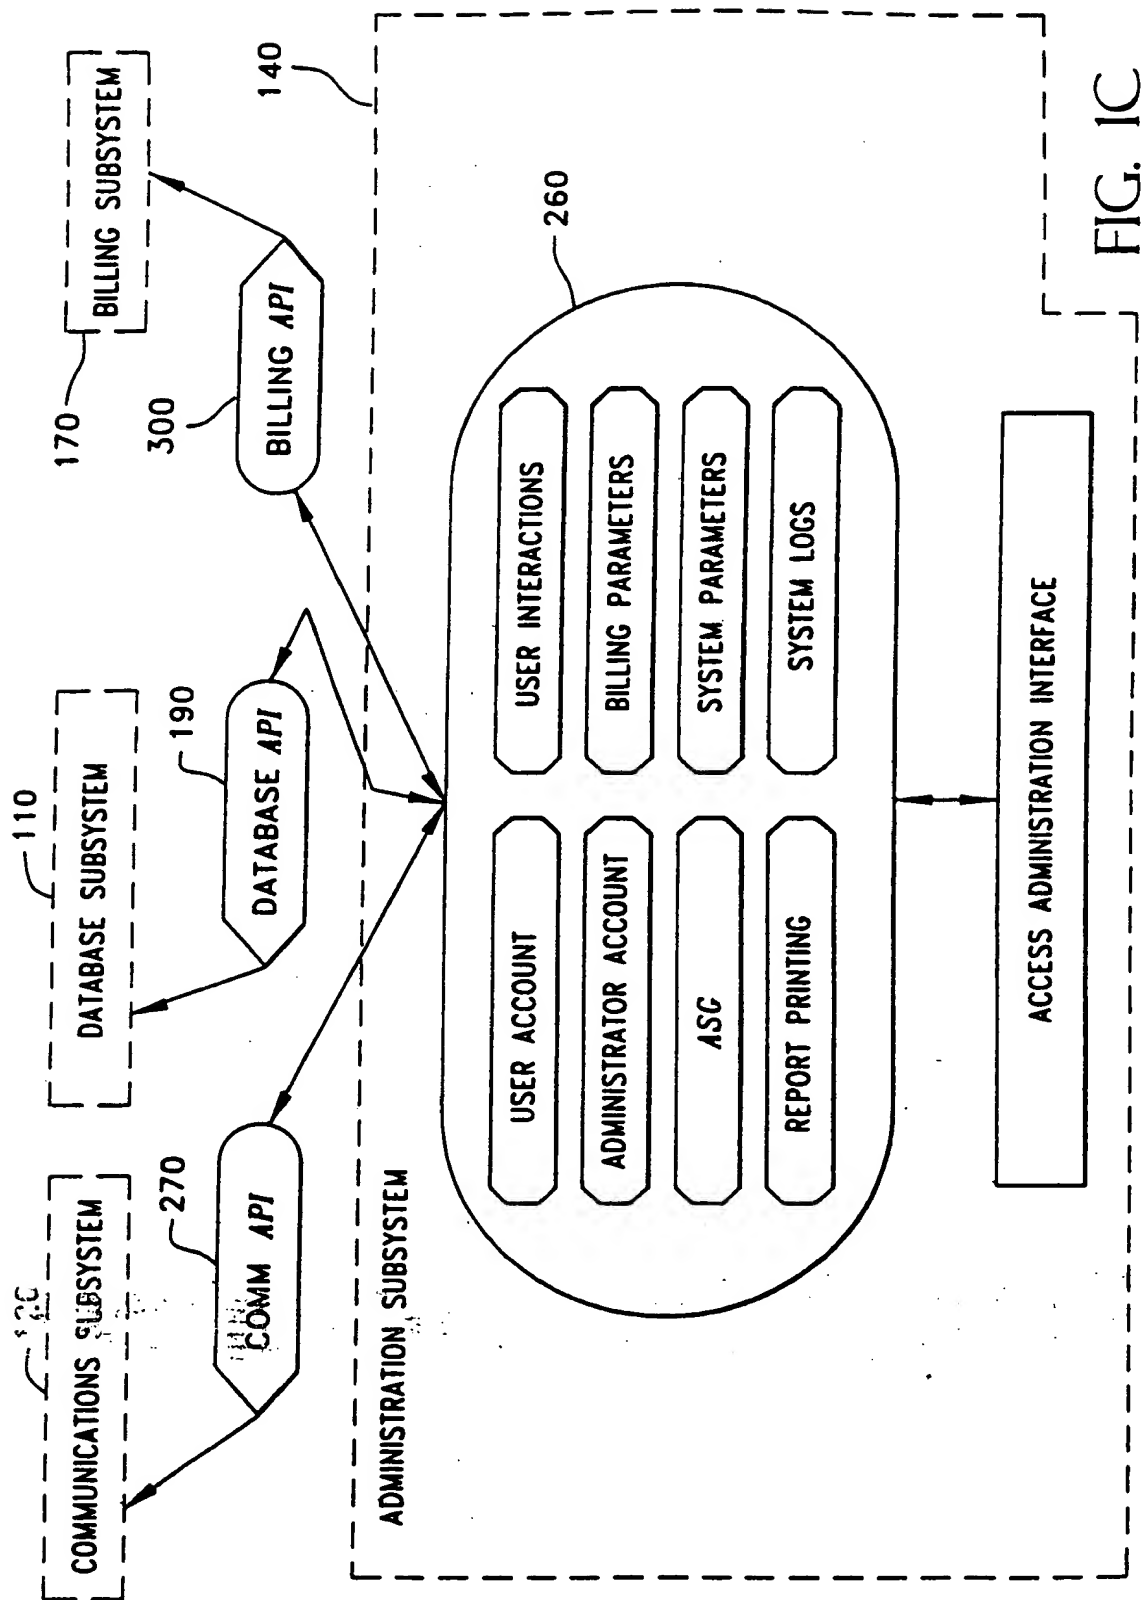 110
170
COMMUNICATIONS SUBSYSTEM
DATABASE SUBSYSTEM
BILLING SUBSYSTEM
270
190
300
COMM API
DATABASE API
BILLING API
140
ADMINISTRATION SUBSYSTEM
260
USER ACCOUNT
USER INTERACTIONS
ADMINISTRATOR ACCOUNT
BILLING PARAMETERS
ASG
SYSTEM PARAMETERS
REPORT PRINTING
SYSTEM LOGS
ACCESS ADMINISTRATION INTERFACE
FIG. 1C